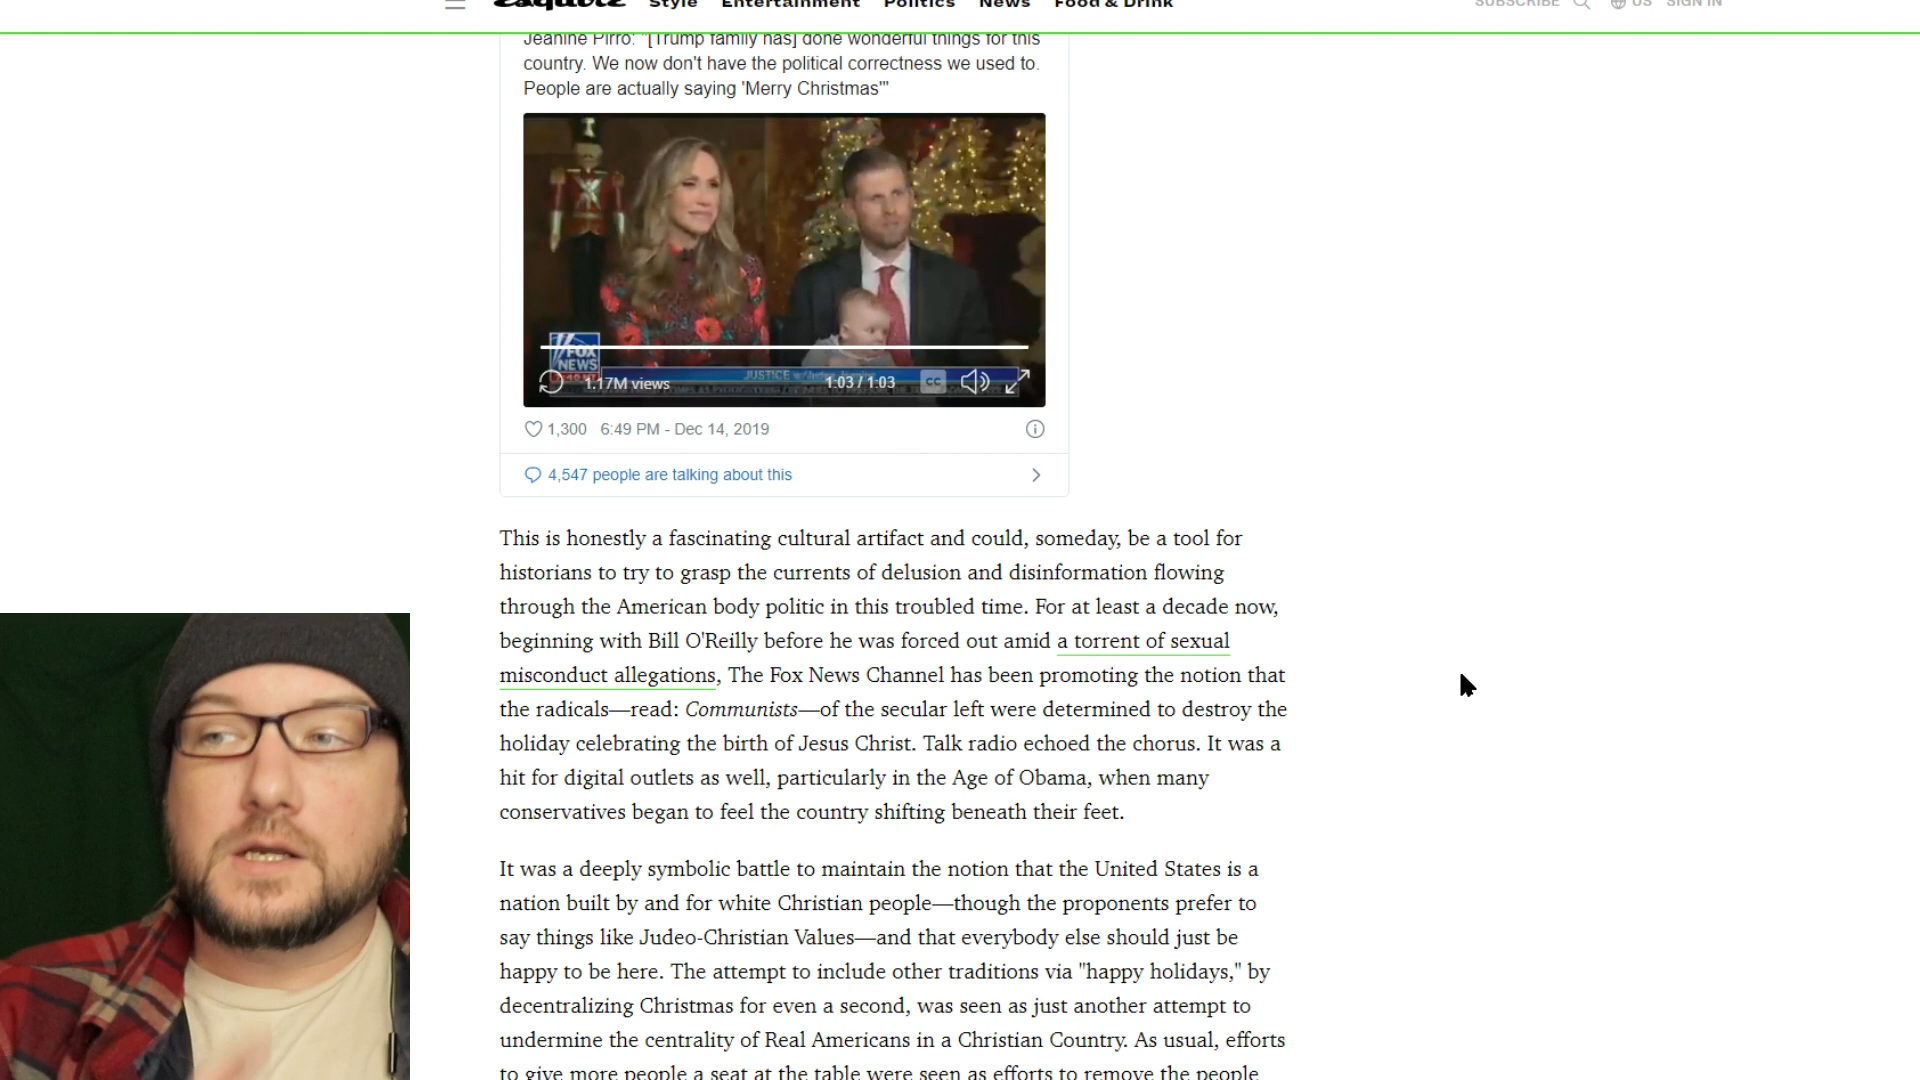 Esquire Style Entertainment Politics News Food & Drink SUBSCRIBE US SIGN IN
Jeanine Pirro: "[Trump family has] done wonderful things for this
country. We now don't have the political correctness we used to.
People are actually saying 'Merry Christmas'"
FOX
NEWS
JUSTICE w/Judge Jeanine
1.17M views 1:03 / 1:03 CC
1,300 6:49 PM - Dec 14, 2019
4,547 people are talking about this
This is honestly a fascinating cultural artifact and could, someday, be a tool for
historians to try to grasp the currents of delusion and disinformation flowing
through the American body politic in this troubled time. For at least a decade now,
beginning with Bill O'Reilly before he was forced out amid a torrent of sexual
misconduct allegations, The Fox News Channel has been promoting the notion that
the radicals—read: Communists—of the secular left were determined to destroy the
holiday celebrating the birth of Jesus Christ. Talk radio echoed the chorus. It was a
hit for digital outlets as well, particularly in the Age of Obama, when many
conservatives began to feel the country shifting beneath their feet.
It was a deeply symbolic battle to maintain the notion that the United States is a
nation built by and for white Christian people—though the proponents prefer to
say things like Judeo-Christian Values—and that everybody else should just be
happy to be here. The attempt to include other traditions via "happy holidays," by
decentralizing Christmas for even a second, was seen as just another attempt to
undermine the centrality of Real Americans in a Christian Country. As usual, efforts
to give more people a seat at the table were seen as efforts to remove the people